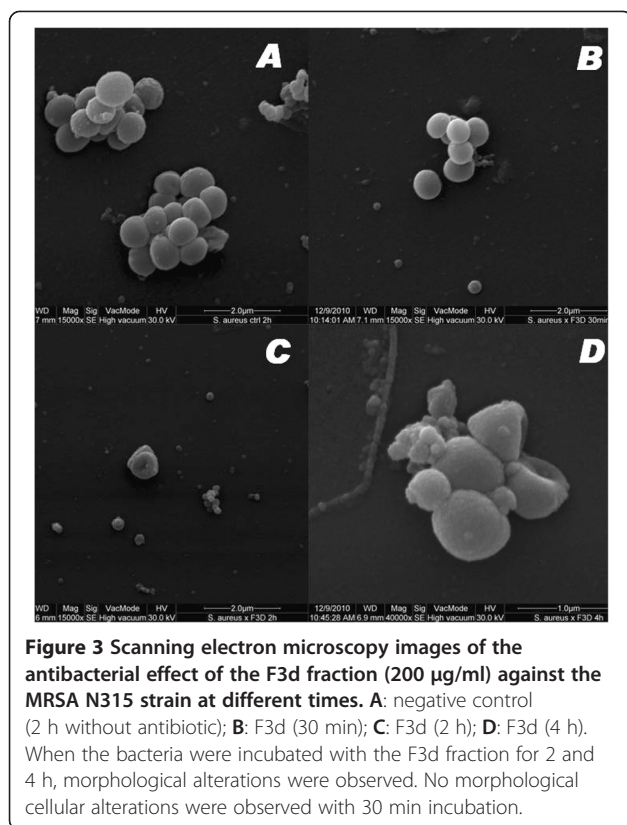 A
B
WD Mag Sig VacMode HV 2.0µm
7 mm 15000x SE High vacuum 30.0 kV S. aureus ctrl 2h
12/9/2010 WD Mag Sig VacMode HV 2.0µm
10:14:01 AM 7.1 mm 15000x SE High vacuum 30.0 kV S. aureus x F3D 30min
C
D
WD Mag Sig VacMode HV 2.0µm
6 mm 15000x SE High vacuum 30.0 kV S. aureus x F3D 2h
12/9/2010 WD Mag Sig VacMode HV 1.0µm
10:45:28 AM 6.9 mm 40000x SE High vacuum 30.0 kV S. aureus x F3D 4h
Figure 3 Scanning electron microscopy images of the
antibacterial effect of the F3d fraction (200 µg/ml) against the
MRSA N315 strain at different times. A: negative control
(2 h without antibiotic); B: F3d (30 min); C: F3d (2 h); D: F3d (4 h).
When the bacteria were incubated with the F3d fraction for 2 and
4 h, morphological alterations were observed. No morphological
cellular alterations were observed with 30 min incubation.